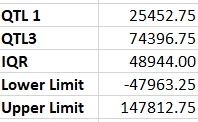 QTL 1 25452.75
QTL3 74396.75
IQR 48944.00
Lower Limit -47963.25
Upper Limit 147812.75